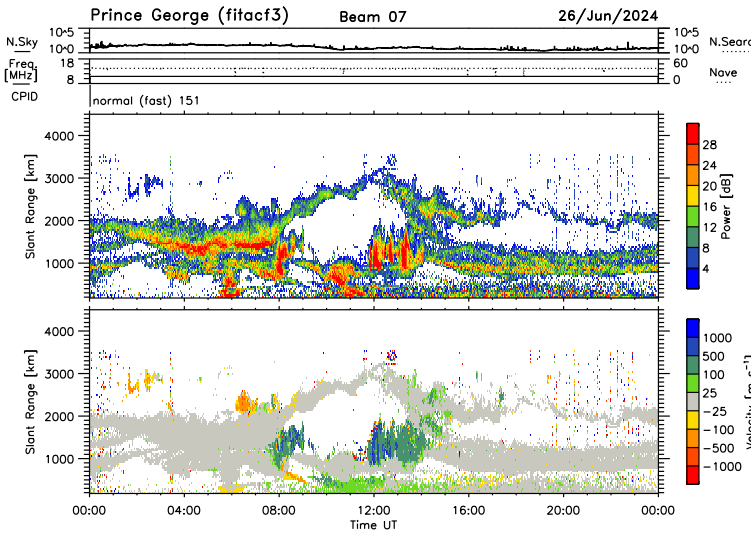 Prince George (fitacf3) Beam 07 26/Jun/2024
N.Sky 10^5 10^0 10^5 10^0 N.Searc
Freq. [MHz] 18 8 60 0 Nave
CPID normal (fast) 151
Slant Range [km] 4000 3000 2000 1000
Power [dB] 28 24 20 16 12 8 4
Slant Range [km] 4000 3000 2000 1000
Velocity [m s^-1] 1000 500 100 25 -25 -100 -500 -1000
00:00 04:00 08:00 12:00 16:00 20:00 00:00
Time UT